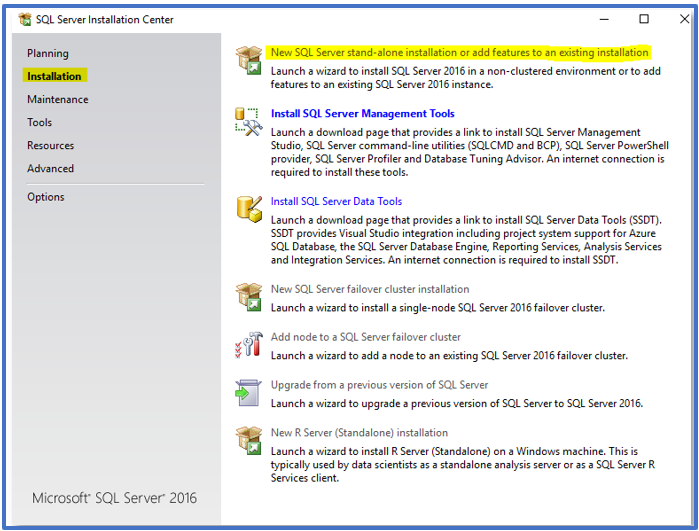 SQL Server Installation Center
Planning
Installation
Maintenance
Tools
Resources
Advanced
Options
New SQL Server stand-alone installation or add features to an existing installation
Launch a wizard to install SQL Server 2016 in a non-clustered environment or to add
features to an existing SQL Server 2016 instance.
Install SQL Server Management Tools
Launch a download page that provides a link to install SQL Server Management
Studio, SQL Server command-line utilities (SQLCMD and BCP), SQL Server PowerShell
provider, SQL Server Profiler and Database Tuning Advisor. An internet connection is
required to install these tools.
Install SQL Server Data Tools
Launch a download page that provides a link to install SQL Server Data Tools (SSDT).
SSDT provides Visual Studio integration including project system support for Azure
SQL Database, the SQL Server Database Engine, Reporting Services, Analysis Services
and Integration Services. An internet connection is required to install SSDT.
New SQL Server failover cluster installation
Launch a wizard to install a single-node SQL Server 2016 failover cluster.
Add node to a SQL Server failover cluster
Launch a wizard to add a node to an existing SQL Server 2016 failover cluster.
Upgrade from a previous version of SQL Server
Launch a wizard to upgrade a previous version of SQL Server to SQL Server 2016.
New R Server (Standalone) installation
Launch a wizard to install R Server (Standalone) on a Windows machine. This is
typically used by data scientists as a standalone analysis server or as a SQL Server R
Services client.
Microsoft® SQL Server® 2016